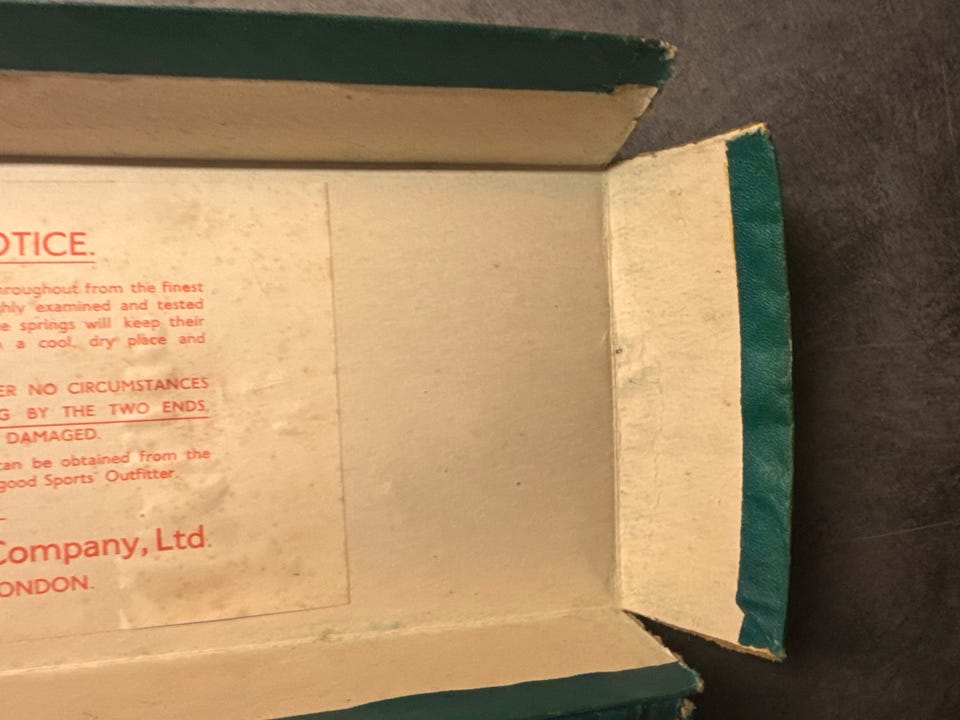 OTICE.
hroughout from the finest
ghly examined and tested
e springs will keep their
a cool, dry place and
ER NO CIRCUMSTANCES
G BY THE TWO ENDS,
DAMAGED.
can be obtained from the
good Sports' Outfitter.
Company, Ltd.
ONDON.